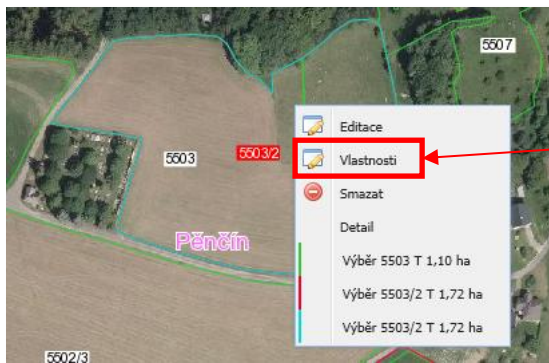 5507
5503
5503/2
Pěnčín
5502/3
Editace
Vlastnosti
Smazat
Detail
Výběr 5503 T 1,10 ha
Výběr 5503/2 T 1,72 ha
Výběr 5503/2 T 1,72 ha